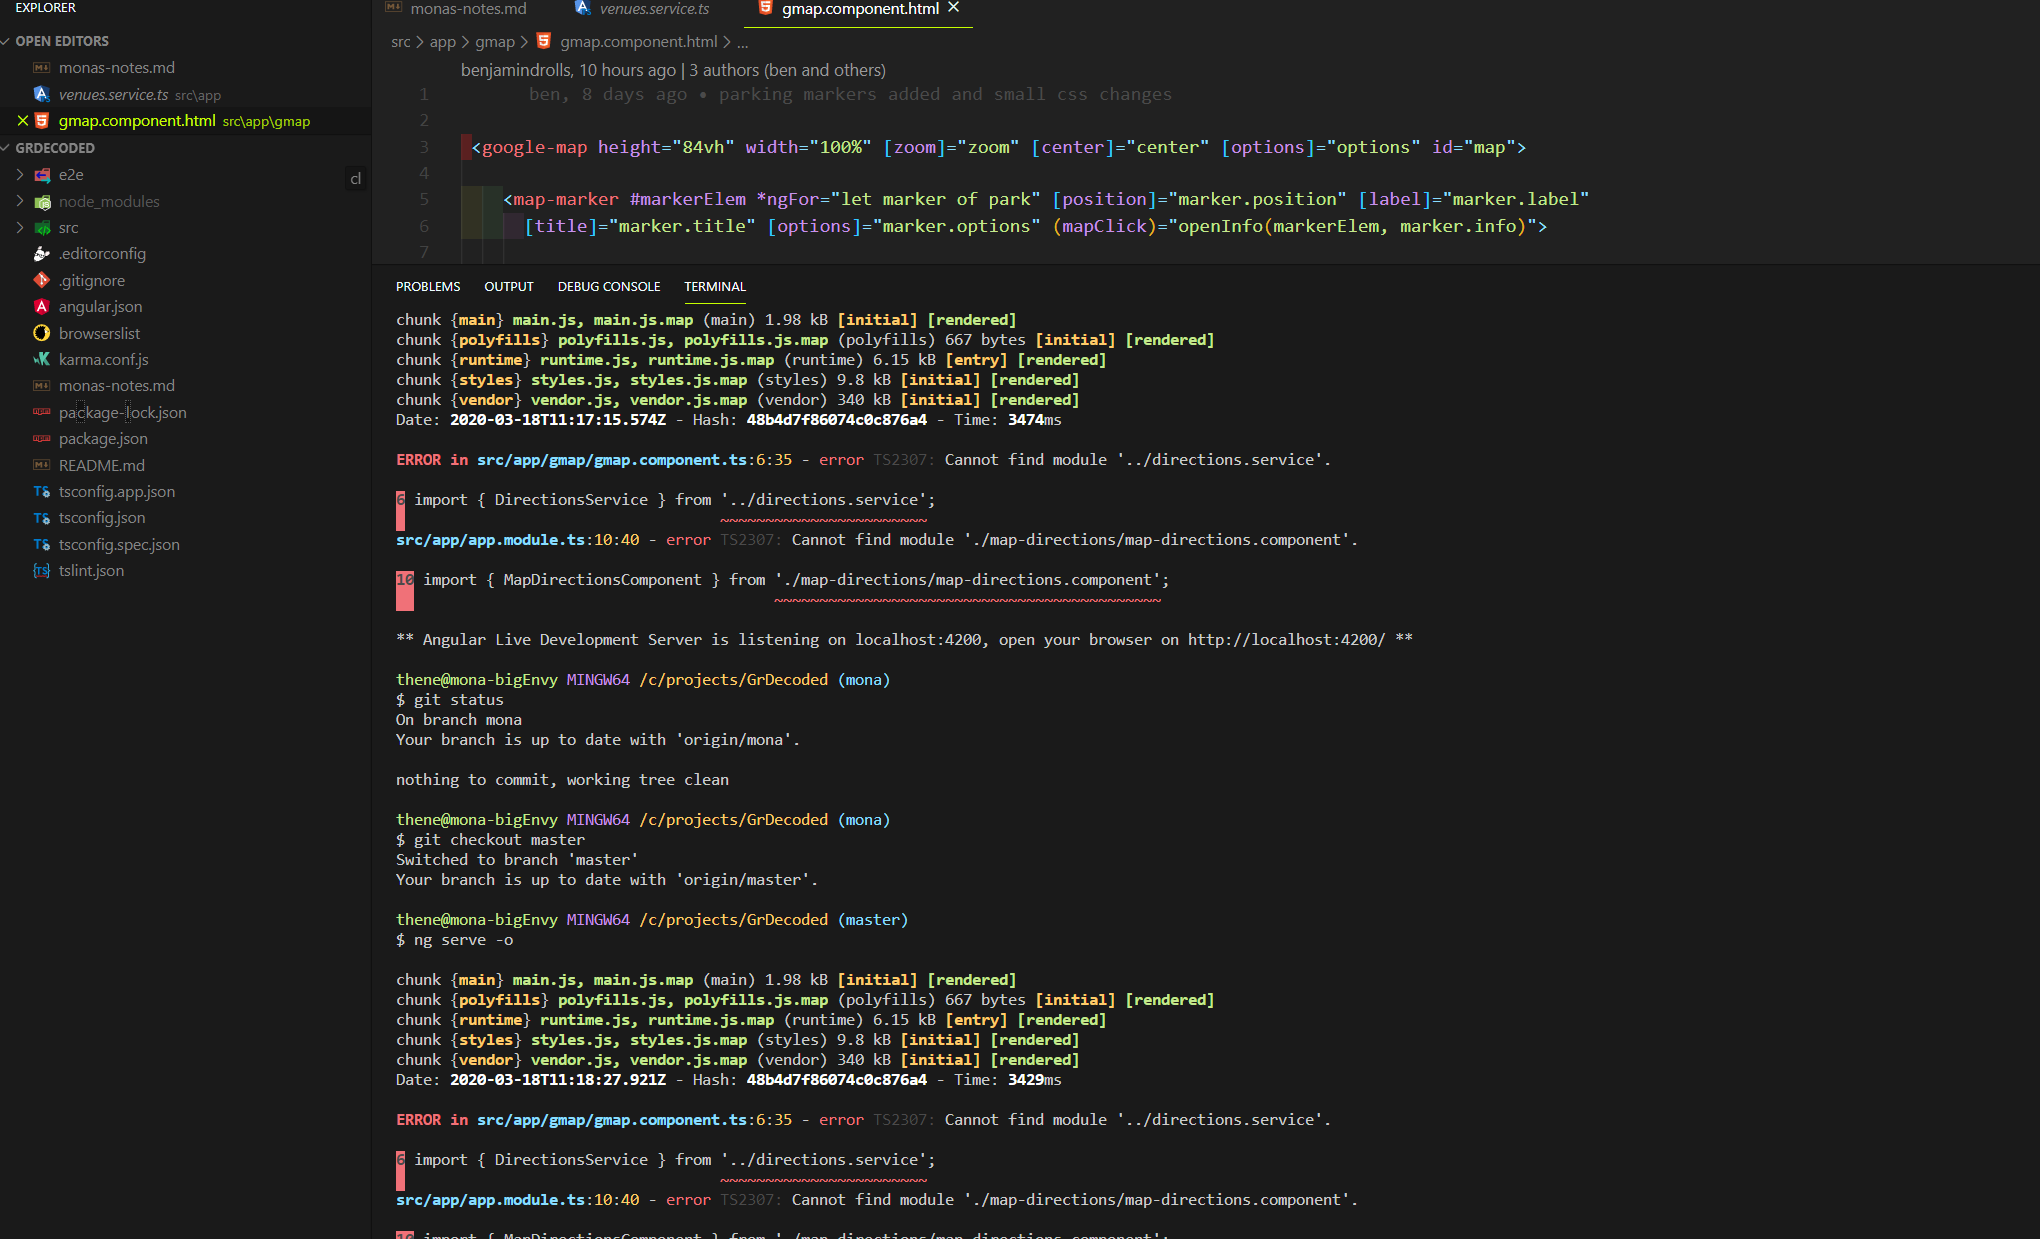 EXPLORER
OPEN EDITORS
monas-notes.md
venues.service.ts src\app
gmap.component.html src\app\gmap
GRDECODED
e2e
cl
node_modules
src
.editorconfig
.gitignore
angular.json
browserslist
karma.conf.js
monas-notes.md
package-lock.json
package.json
README.md
tsconfig.app.json
tsconfig.json
tsconfig.spec.json
tslint.json
monas-notes.md venues.service.ts gmap.component.html
src > app > gmap > gmap.component.html > ...
benjamindrolls, 10 hours ago | 3 authors (ben and others)
1 ben, 8 days ago • parking markers added and small css changes
2
3 <google-map height="84vh" width="100%" [zoom]="zoom" [center]="center" [options]="options" id="map">
4
5 <map-marker #markerElem *ngFor="let marker of park" [position]="marker.position" [label]="marker.label"
6 [title]="marker.title" [options]="marker.options" (mapClick)="openInfo(markerElem, marker.info)">
7
PROBLEMS OUTPUT DEBUG CONSOLE TERMINAL
chunk {main} main.js, main.js.map (main) 1.98 kB [initial] [rendered]
chunk {polyfills} polyfills.js, polyfills.js.map (polyfills) 667 bytes [initial] [rendered]
chunk {runtime} runtime.js, runtime.js.map (runtime) 6.15 kB [entry] [rendered]
chunk {styles} styles.js, styles.js.map (styles) 9.8 kB [initial] [rendered]
chunk {vendor} vendor.js, vendor.js.map (vendor) 340 kB [initial] [rendered]
Date: 2020-03-18T11:17:15.574Z - Hash: 48b4d7f86074c0c876a4 - Time: 3474ms
ERROR in src/app/gmap/gmap.component.ts:6:35 - error TS2307: Cannot find module '../directions.service'.
6 import { DirectionsService } from '../directions.service';
~~~~~~~~~~~~~~~~~~~~~~~
src/app/app.module.ts:10:40 - error TS2307: Cannot find module './map-directions/map-directions.component'.
10 import { MapDirectionsComponent } from './map-directions/map-directions.component';
~~~~~~~~~~~~~~~~~~~~~~~~~~~~~~~~~~~~~~~~~~~
** Angular Live Development Server is listening on localhost:4200, open your browser on http://localhost:4200/ **
thene@mona-bigEnvy MINGW64 /c/projects/GrDecoded (mona)
$ git status
On branch mona
Your branch is up to date with 'origin/mona'.
nothing to commit, working tree clean
thene@mona-bigEnvy MINGW64 /c/projects/GrDecoded (mona)
$ git checkout master
Switched to branch 'master'
Your branch is up to date with 'origin/master'.
thene@mona-bigEnvy MINGW64 /c/projects/GrDecoded (master)
$ ng serve -o
chunk {main} main.js, main.js.map (main) 1.98 kB [initial] [rendered]
chunk {polyfills} polyfills.js, polyfills.js.map (polyfills) 667 bytes [initial] [rendered]
chunk {runtime} runtime.js, runtime.js.map (runtime) 6.15 kB [entry] [rendered]
chunk {styles} styles.js, styles.js.map (styles) 9.8 kB [initial] [rendered]
chunk {vendor} vendor.js, vendor.js.map (vendor) 340 kB [initial] [rendered]
Date: 2020-03-18T11:18:27.921Z - Hash: 48b4d7f86074c0c876a4 - Time: 3429ms
ERROR in src/app/gmap/gmap.component.ts:6:35 - error TS2307: Cannot find module '../directions.service'.
6 import { DirectionsService } from '../directions.service';
~~~~~~~~~~~~~~~~~~~~~~~
src/app/app.module.ts:10:40 - error TS2307: Cannot find module './map-directions/map-directions.component'.
10 import { MapDirectionsComponent } from './map-directions/map-directions.component';